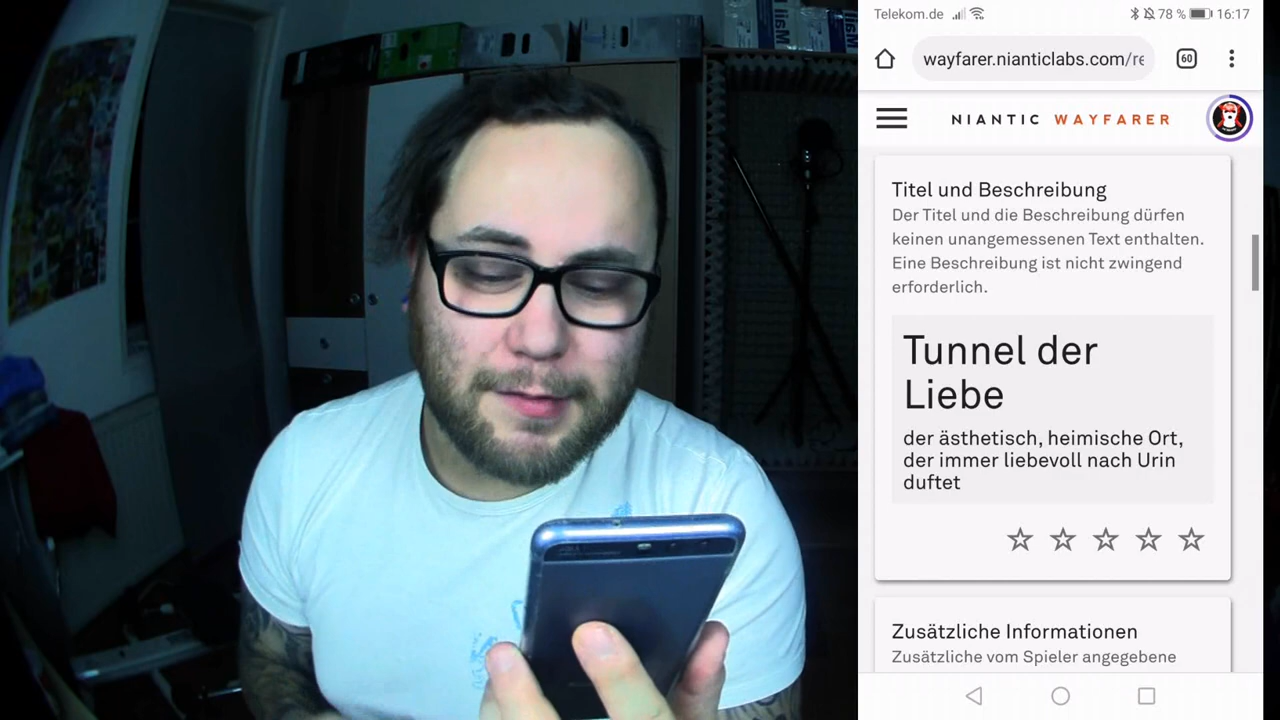 Telekom.de
78 %
16:17
wayfarer.nianticlabs.com/re
60
NIANTIC WAYFARER
Titel und Beschreibung
Der Titel und die Beschreibung dürfen
keinen unangemessenen Text enthalten.
Eine Beschreibung ist nicht zwingend
erforderlich.
Tunnel der
Liebe
der ästhetisch, heimische Ort,
der immer liebevoll nach Urin
duftet
Zusätzliche Informationen
Zusätzliche vom Spieler angegebene